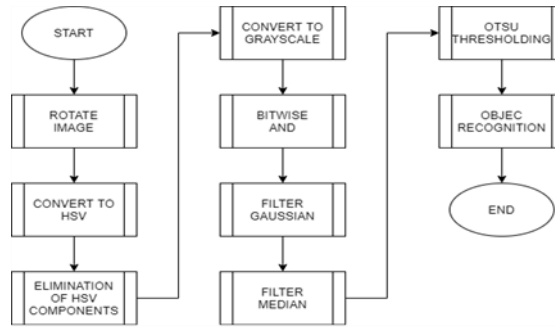 START
ROTATE
IMAGE
CONVERT TO
HSV
ELIMINATION
OF HSV
COMPONENTS
CONVERT TO
GRAYSCALE
BITWISE
AND
FILTER
GAUSSIAN
FILTER
MEDIAN
OTSU
THRESHOLDING
OBJEC
RECOGNITION
END